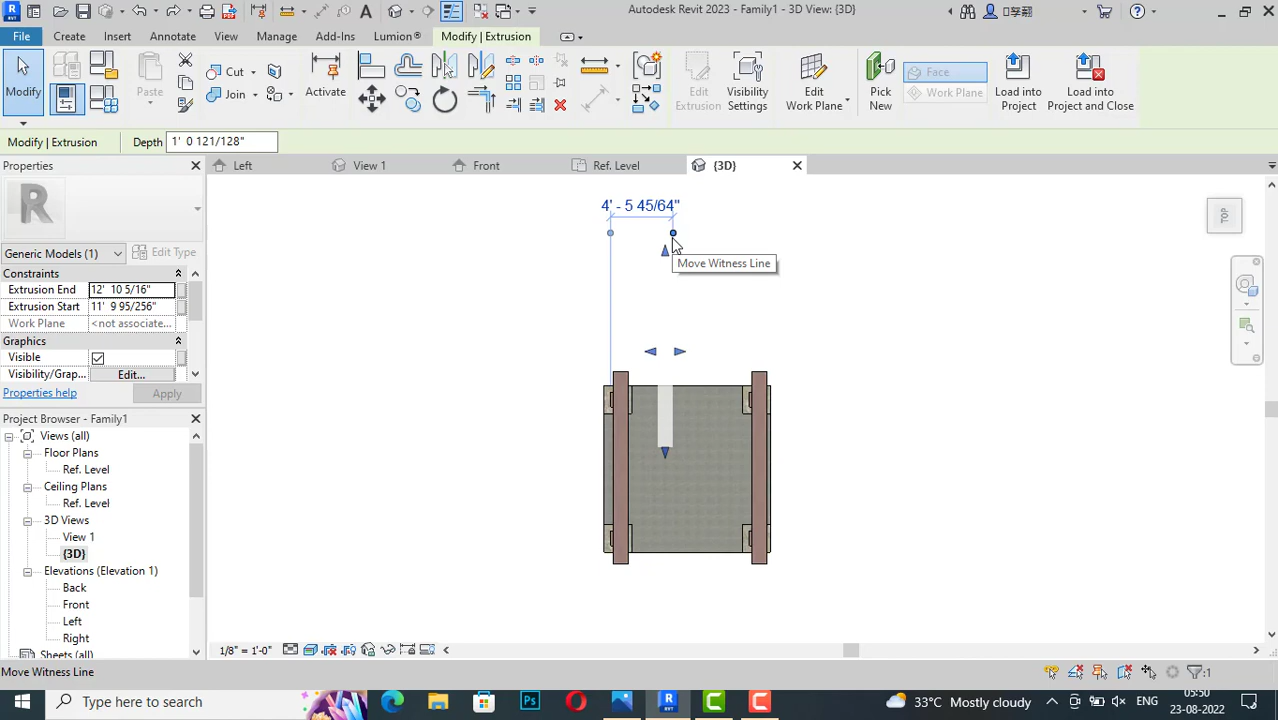 R
RVT
A
Autodesk Revit 2023 - Family1 - 3D View: {3D}
File Create Insert Annotate View Manage Add-Ins Lumion® Modify | Extrusion
Modify
Paste
Cut
Join
Activate
Edit
Extrusion
Visibility
Settings
Edit
Work Plane
Pick
New
Face
Work Plane
Load into
Project
Load into
Project and Close
Modify | Extrusion Depth 1' 0 121/128"
Properties
Left View 1 Front Ref. Level {3D}
R
Generic Models (1) Edit Type
Constraints
Extrusion End 12' 10 5/16"
Extrusion Start 11' 9 95/256"
Work Plane <not associate...
Graphics
Visible
Visibility/Grap... Edit...
Properties help Apply
Project Browser - Family1
Views (all)
Floor Plans
Ref. Level
Ceiling Plans
Ref. Level
3D Views
View 1
{3D}
Elevations (Elevation 1)
Back
Front
Left
Right
Sheets (all)
4' - 5 45/64"
Move Witness Line
TOP
1/8" = 1'-0"
Move Witness Line
:1
Type here to search
Ps
R
RVT
C
C
33°C Mostly cloudy
ENG
05:50
23-08-2022